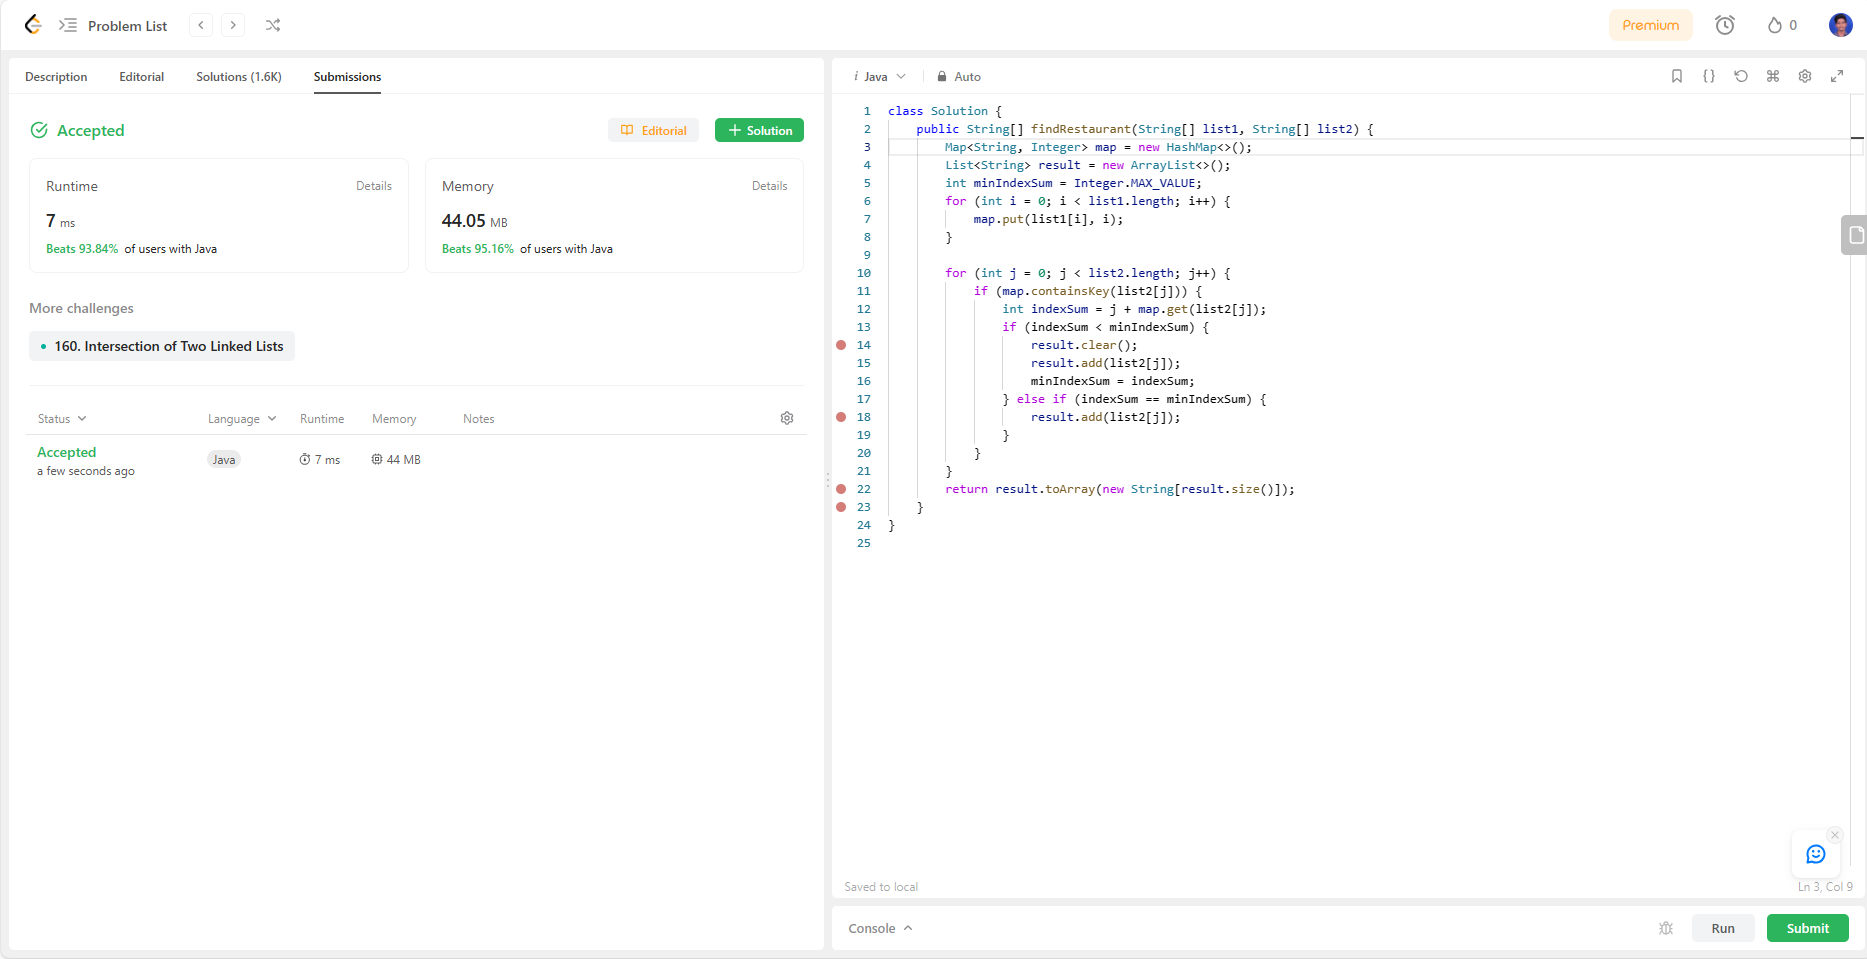 Problem List
Premium
0
Description Editorial Solutions (1.6K) Submissions
Accepted
Editorial
+ Solution
Runtime Details
7 ms
Beats 93.84% of users with Java
Memory Details
44.05 MB
Beats 95.16% of users with Java
More challenges
160. Intersection of Two Linked Lists
Status Language Runtime Memory Notes
Accepted
a few seconds ago
Java 7 ms 44 MB
i Java Auto
1 class Solution {
2 public String[] findRestaurant(String[] list1, String[] list2) {
3 Map<String, Integer> map = new HashMap<>();
4 List<String> result = new ArrayList<>();
5 int minIndexSum = Integer.MAX_VALUE;
6 for (int i = 0; i < list1.length; i++) {
7 map.put(list1[i], i);
8 }
9
10 for (int j = 0; j < list2.length; j++) {
11 if (map.containsKey(list2[j])) {
12 int indexSum = j + map.get(list2[j]);
13 if (indexSum < minIndexSum) {
14 result.clear();
15 result.add(list2[j]);
16 minIndexSum = indexSum;
17 } else if (indexSum == minIndexSum) {
18 result.add(list2[j]);
19 }
20 }
21 }
22 return result.toArray(new String[result.size()]);
23 }
24 }
25
Saved to local
Ln 3, Col 9
Console
Run
Submit